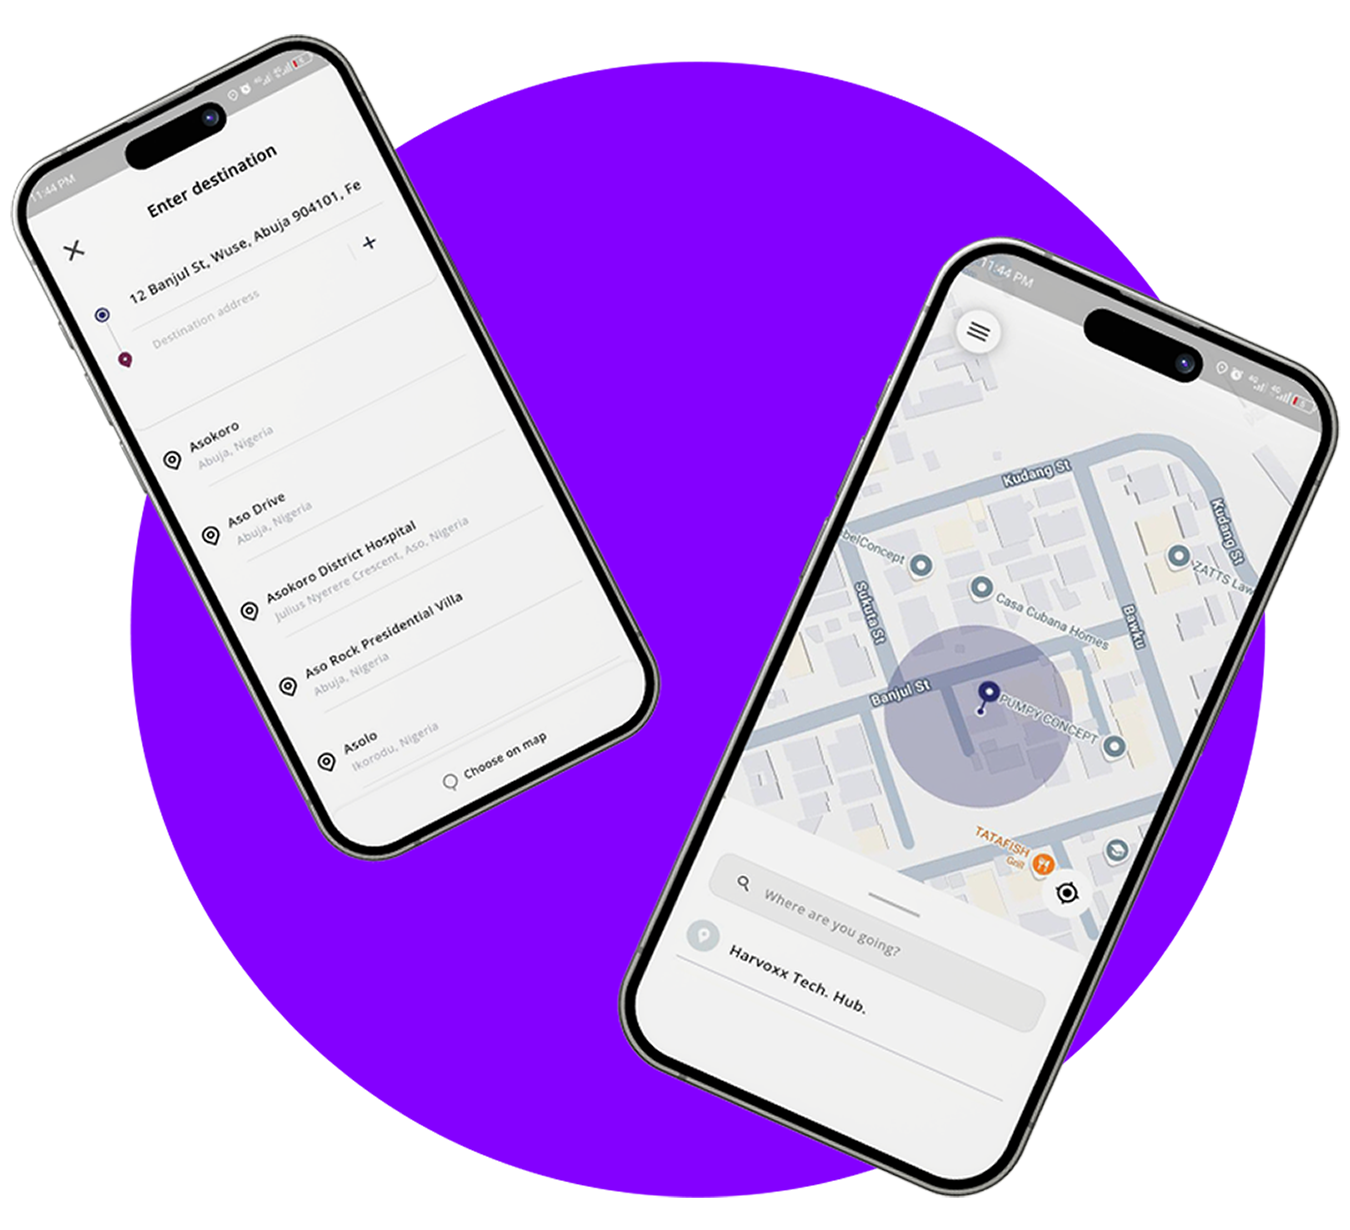 11:44 PM
Enter destination
12 Banjul St, Wuse, Abuja 904101, Fe
Destination address
Asokoro
Abuja, Nigeria
Aso Drive
Abuja, Nigeria
Asokoro District Hospital
Julius Nyerere Crescent, Aso, Nigeria
Aso Rock Presidential Villa
Abuja, Nigeria
Asolo
Ikorodu, Nigeria
Choose on map
11:44 PM
Kudang St
Kudang St
belConcept
ZATTS Law
Casa Cubana Homes
Sukuta St
Bawku
Banjul St
PUMPY CONCEPT
TATAFISH
Grill
Where are you going?
Harvoxx Tech. Hub.